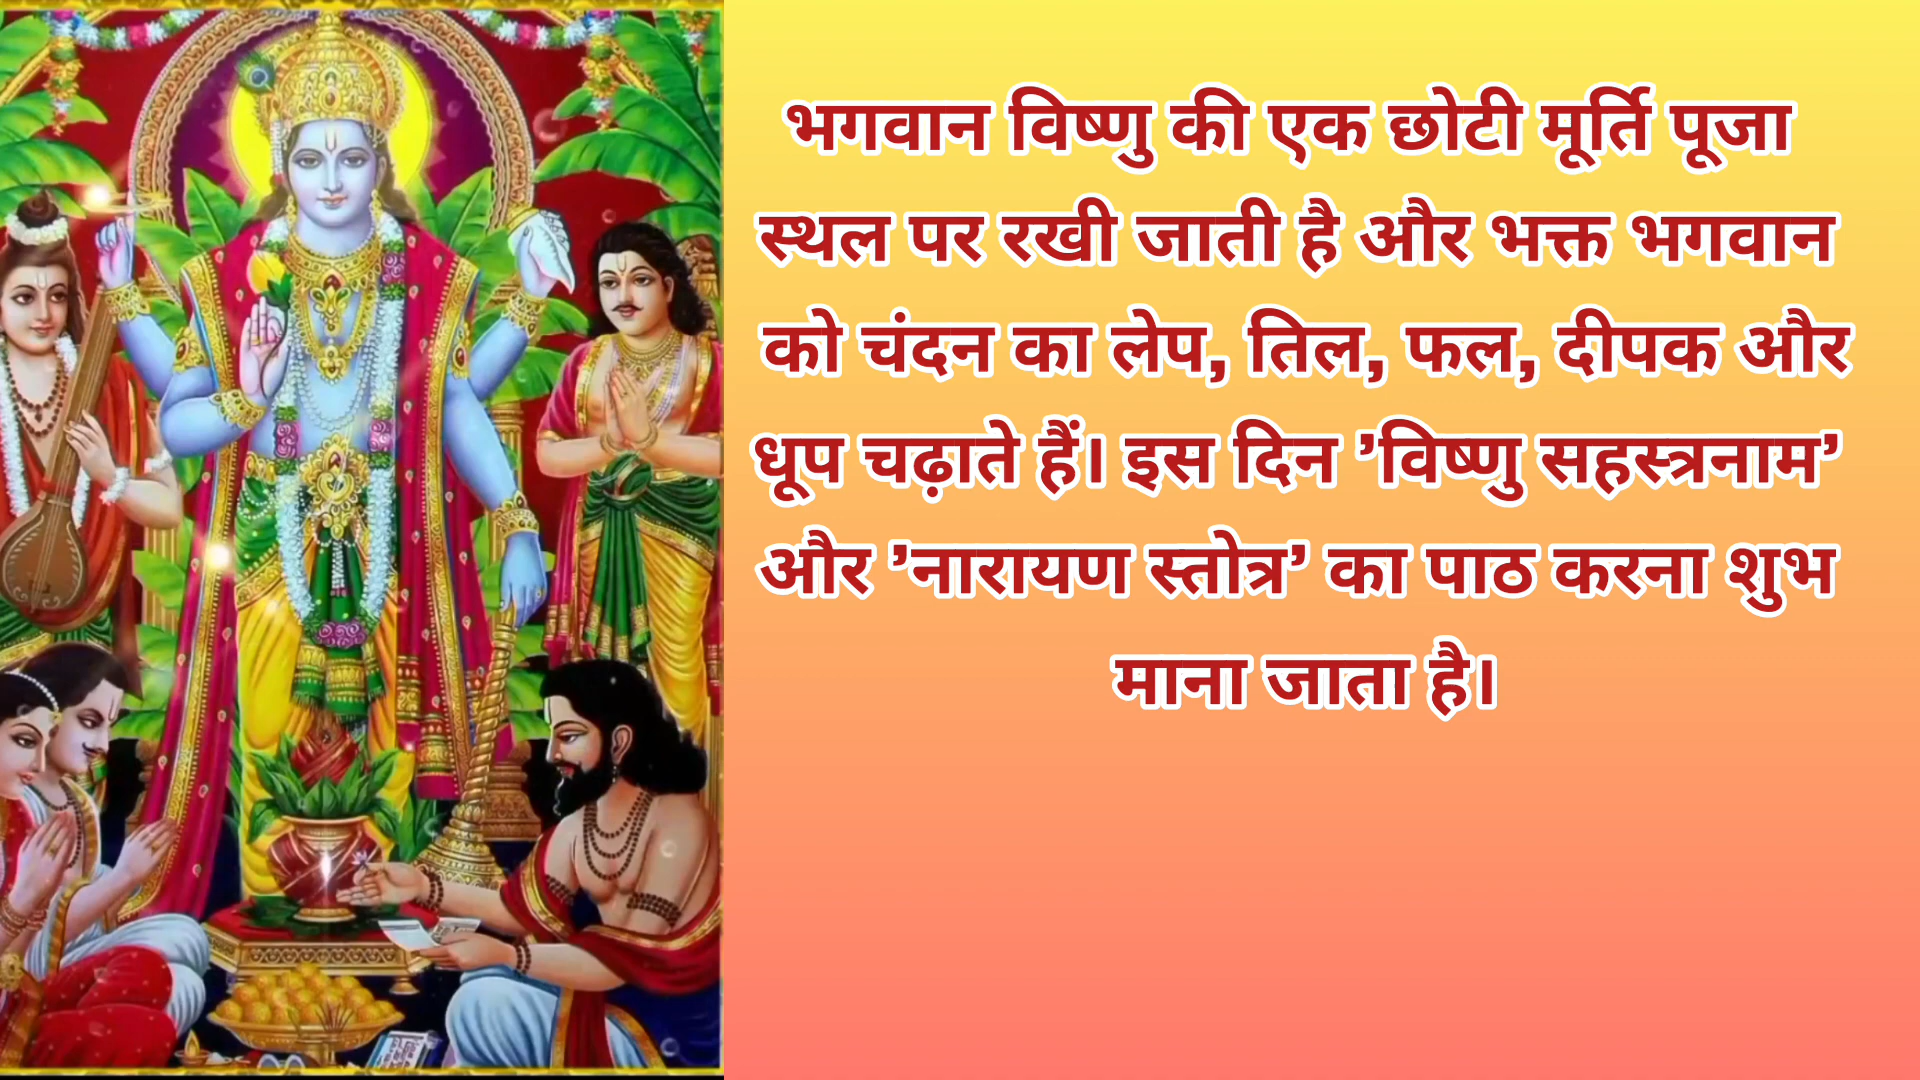 भगवान विष्णु की एक छोटी मूर्ति पूजा
स्थल पर रखी जाती है और भक्त भगवान
को चंदन का लेप, तिल, फल, दीपक और
धूप चढ़ाते हैं। इस दिन ’विष्णु सहस्त्रनाम’
और ’नारायण स्तोत्र’ का पाठ करना शुभ
माना जाता है।